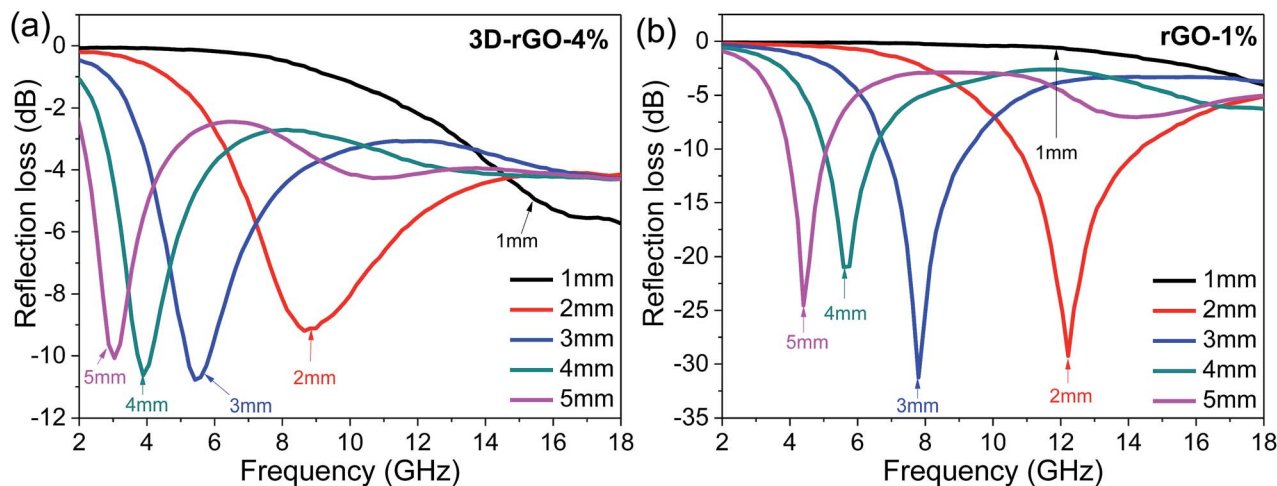 (a)
3D-rGO-4%
Reflection loss (dB)
0
-2
-4
-6
-8
-10
-12
1mm
5mm
4mm
3mm
2mm
1mm
2mm
3mm
4mm
5mm
2 4 6 8 10 12 14 16 18
Frequency (GHz)
(b)
rGO-1%
Reflection loss (dB)
0
-5
-10
-15
-20
-25
-30
-35
1mm
5mm
4mm
3mm
2mm
1mm
2mm
3mm
4mm
5mm
2 4 6 8 10 12 14 16 18
Frequency (GHz)